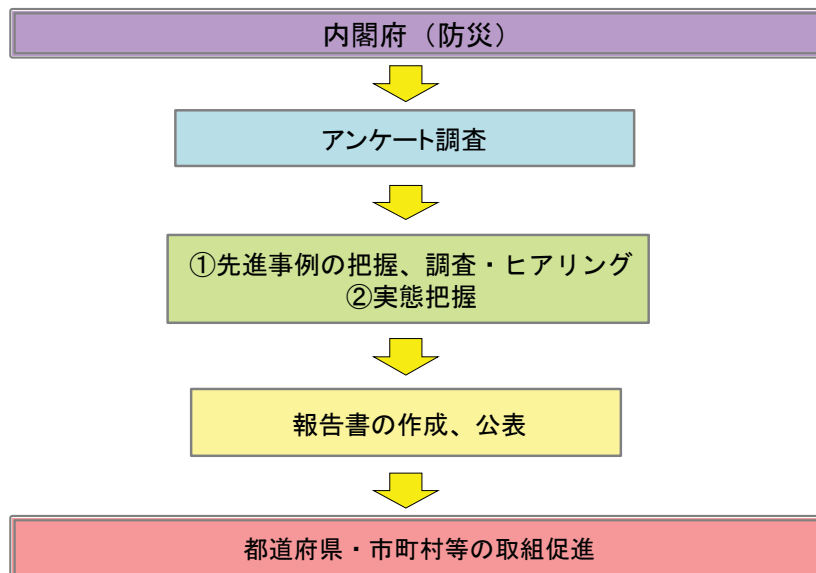 内閣府（防災）
アンケート調査
①先進事例の把握、調査・ヒアリング
②実態把握
報告書の作成、公表
都道府県・市町村等の取組促進